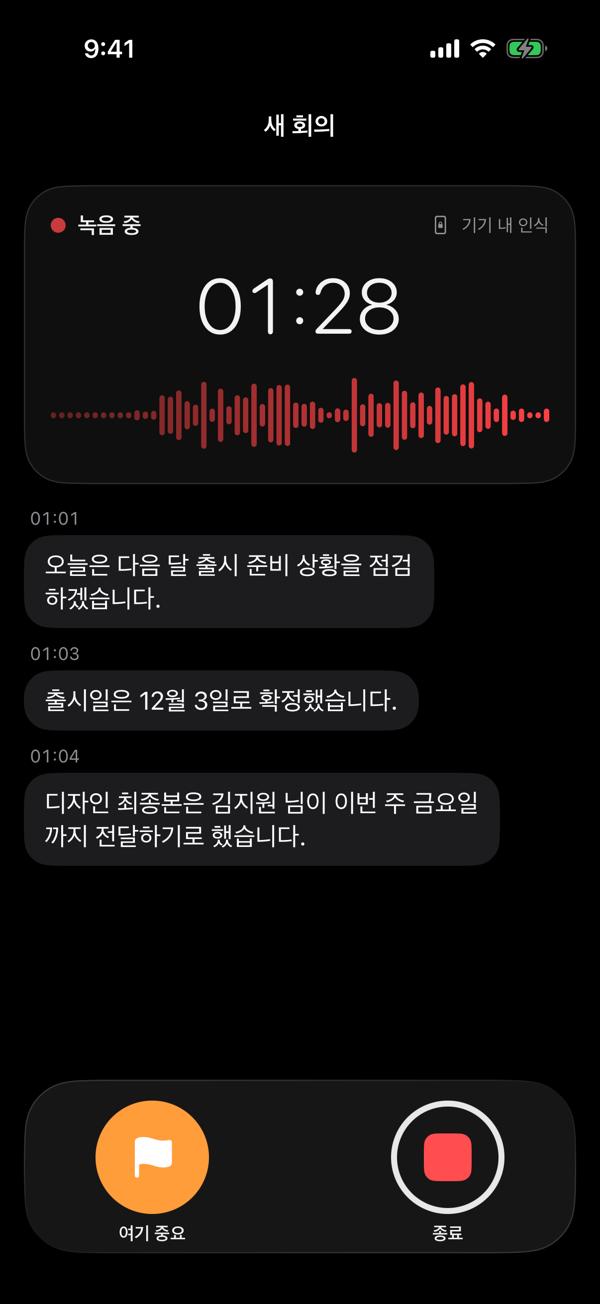 9:41
새 회의
녹음 중
기기 내 인식
01:28
01:01
오늘은 다음 달 출시 준비 상황을 점검
하겠습니다.
01:03
출시일은 12월 3일로 확정했습니다.
01:04
디자인 최종본은 김지원 님이 이번 주 금요일
까지 전달하기로 했습니다.
여기 중요
종료